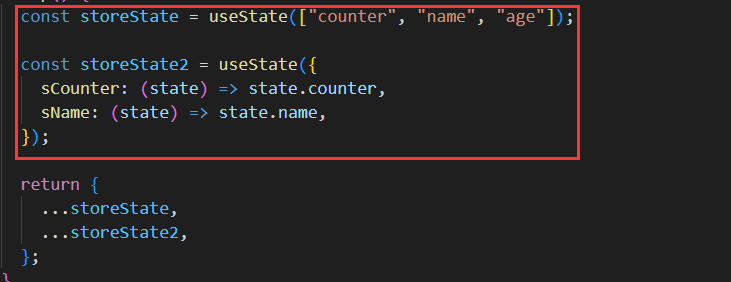 const storeState = useState(["counter", "name", "age"]);
const storeState2 = useState({
sCounter: (state) => state.counter,
sName: (state) => state.name,
});
return {
...storeState,
...storeState2,
};
}